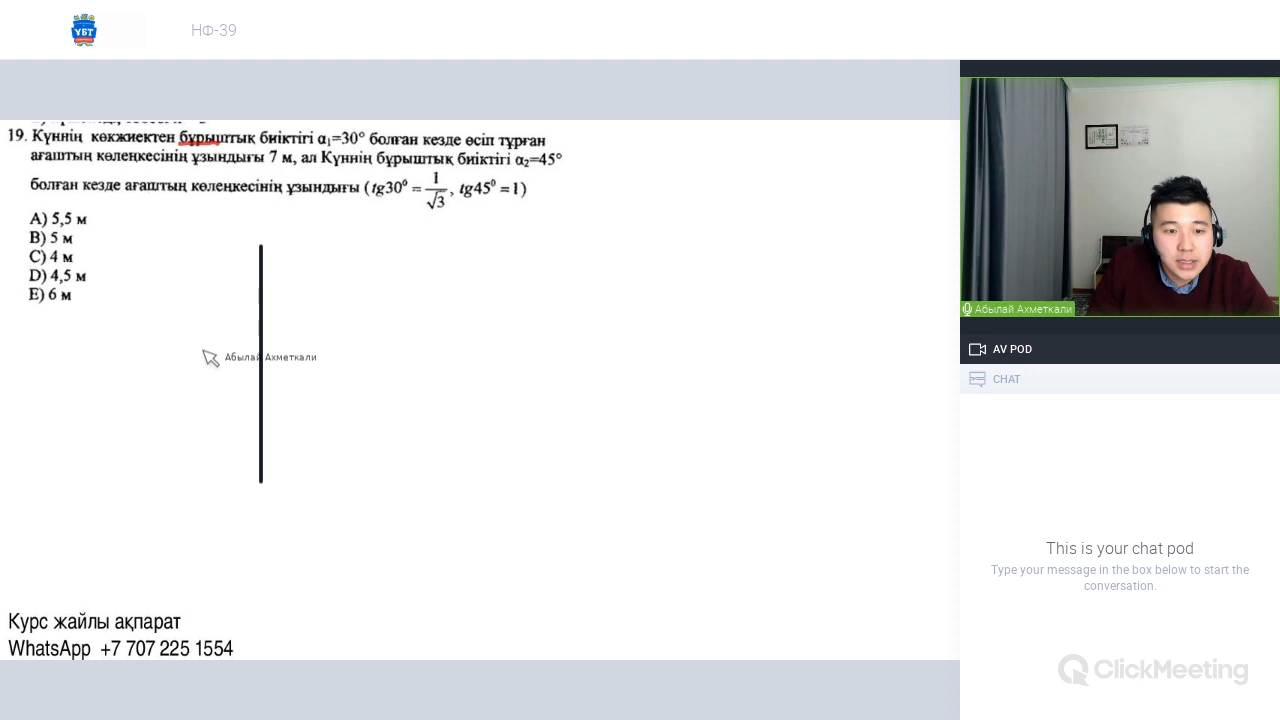 ҰБТ
НФ-39
19. Күннің көкжиектен бұрыштық биіктігі α₁=30° болған кезде өсіп тұрған
ағаштың көлеңкесінің ұзындығы 7 м, ал Күннің бұрыштық биіктігі α₂=45°
болған кезде ағаштың көлеңкесінің ұзындығы (tg30⁰ = 1/√3, tg45⁰ = 1)
A) 5,5 м
B) 5 м
C) 4 м
D) 4,5 м
E) 6 м
Абылай Ахметкали
Курс жайлы ақпарат
WhatsApp +7 707 225 1554
Абылай Ахметкали
AV POD
CHAT
This is your chat pod
Type your message in the box below to start the
conversation.
ClickMeeting